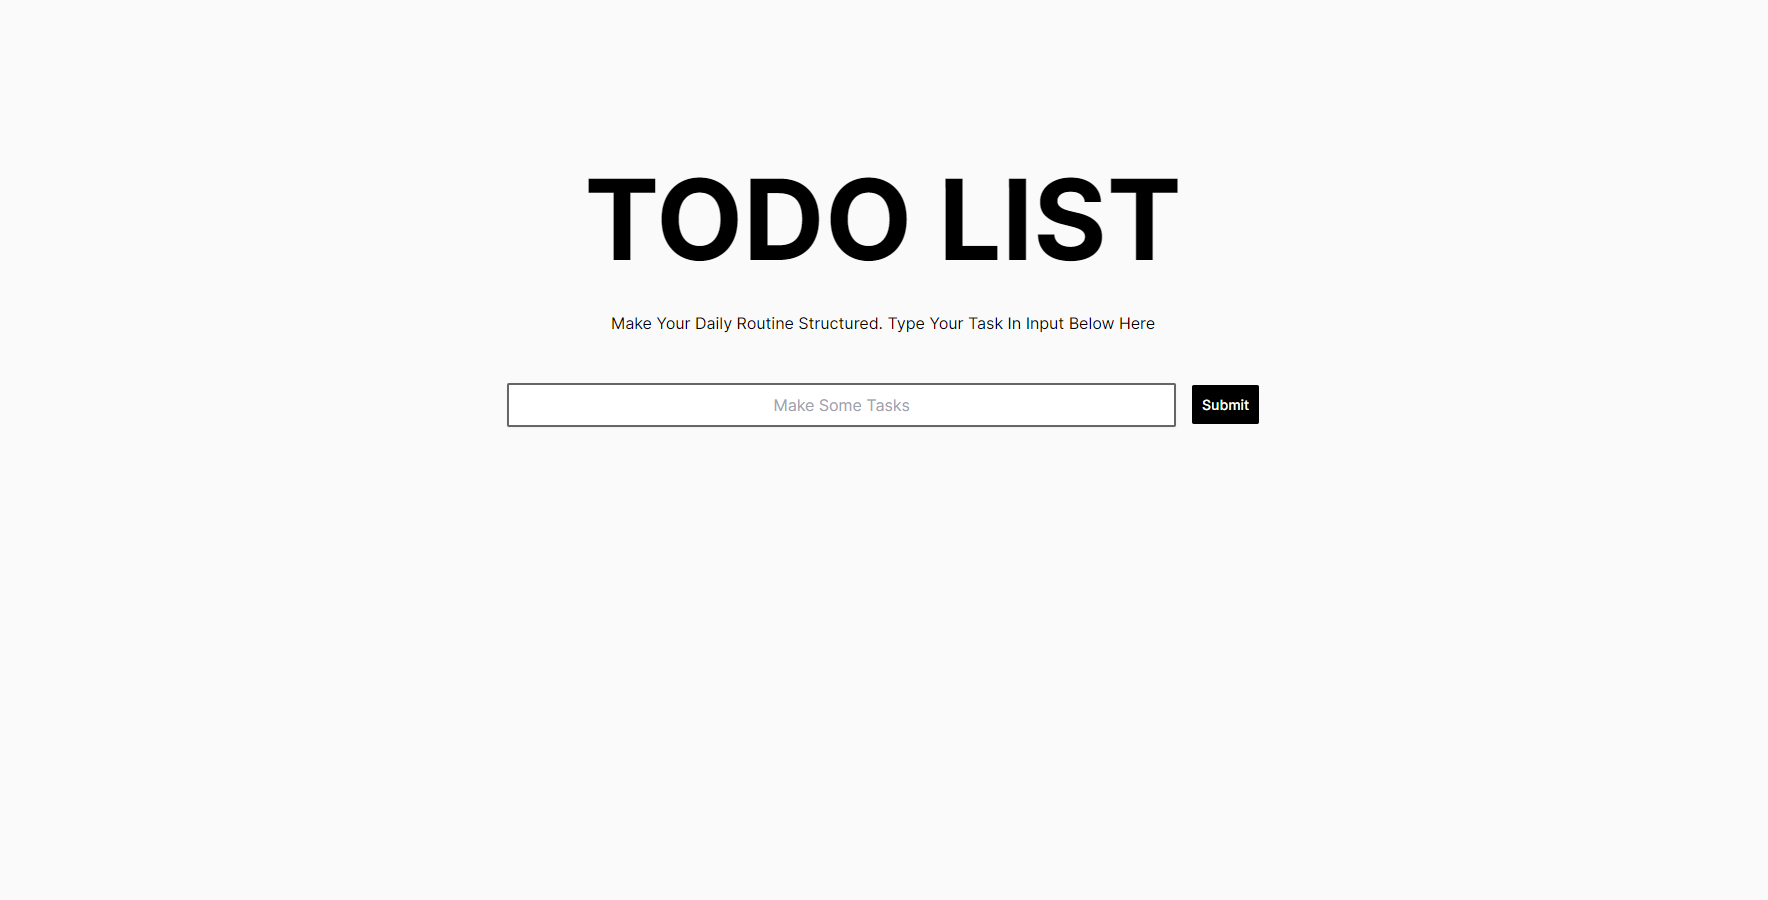 TODO LIST
Make Your Daily Routine Structured. Type Your Task In Input Below Here
Make Some Tasks
Submit